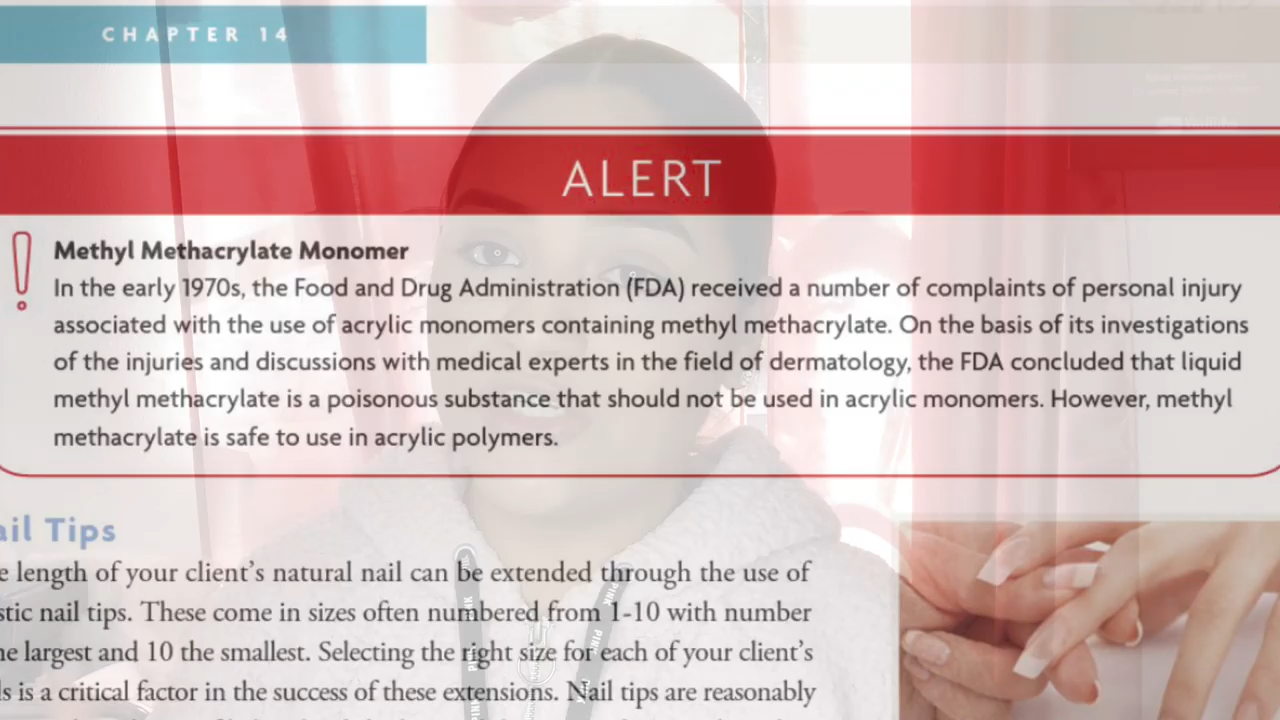 CHAPTER 14
ALERT
Methyl Methacrylate Monomer
In the early 1970s, the Food and Drug Administration (FDA) received a number of complaints of personal injury
associated with the use of acrylic monomers containing methyl methacrylate. On the basis of its investigations
of the injuries and discussions with medical experts in the field of dermatology, the FDA concluded that liquid
methyl methacrylate is a poisonous substance that should not be used in acrylic monomers. However, methyl
methacrylate is safe to use in acrylic polymers.
Tips
length of your client's natural nail can be extended through the use of
nail tips. These come in sizes often numbered from 1-10 with number
largest and 10 the smallest. Selecting the right size for each of your client's
is a critical factor in the success of these extensions. Nail tips are reasonably
PINK
PINK
PINK
PINK